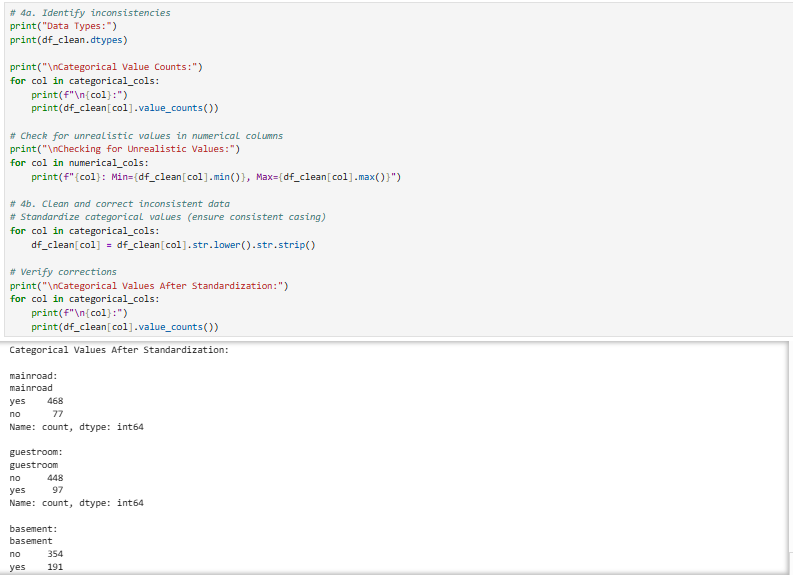 # 4a. Identify inconsistencies
print("Data Types:")
print(df_clean.dtypes)

print("\nCategorical Value Counts:")
for col in categorical_cols:
    print(f"\n{col}:")
    print(df_clean[col].value_counts())

# Check for unrealistic values in numerical columns
print("\nChecking for Unrealistic Values:")
for col in numerical_cols:
    print(f"{col}: Min={df_clean[col].min()}, Max={df_clean[col].max()}")

# 4b. Clean and correct inconsistent data
# Standardize categorical values (ensure consistent casing)
for col in categorical_cols:
    df_clean[col] = df_clean[col].str.lower().str.strip()

# Verify corrections
print("\nCategorical Values After Standardization:")
for col in categorical_cols:
    print(f"\n{col}:")
    print(df_clean[col].value_counts())

Categorical Values After Standardization:

mainroad:
mainroad
yes    468
no      77
Name: count, dtype: int64

guestroom:
guestroom
no     448
yes     97
Name: count, dtype: int64

basement:
basement
no     354
yes    191